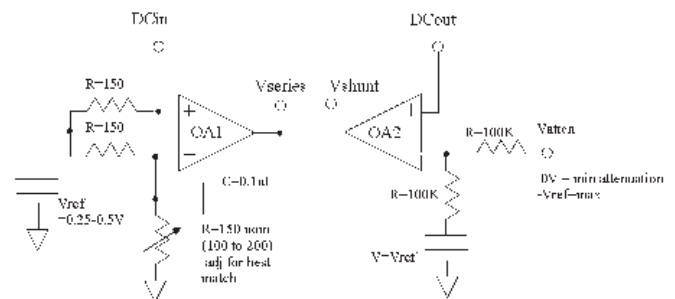 DCin
DCout
R=150
R=150
Vseries
Vshunt
+
OA1
−
OA2
R=100K
Vatten
C=0.1uf
R=100K
0V = min attenuation
-Vref=max
Vref
=0.25-0.5V
R=150 nom
(100 to 200)
adj for best
match
V=Vref